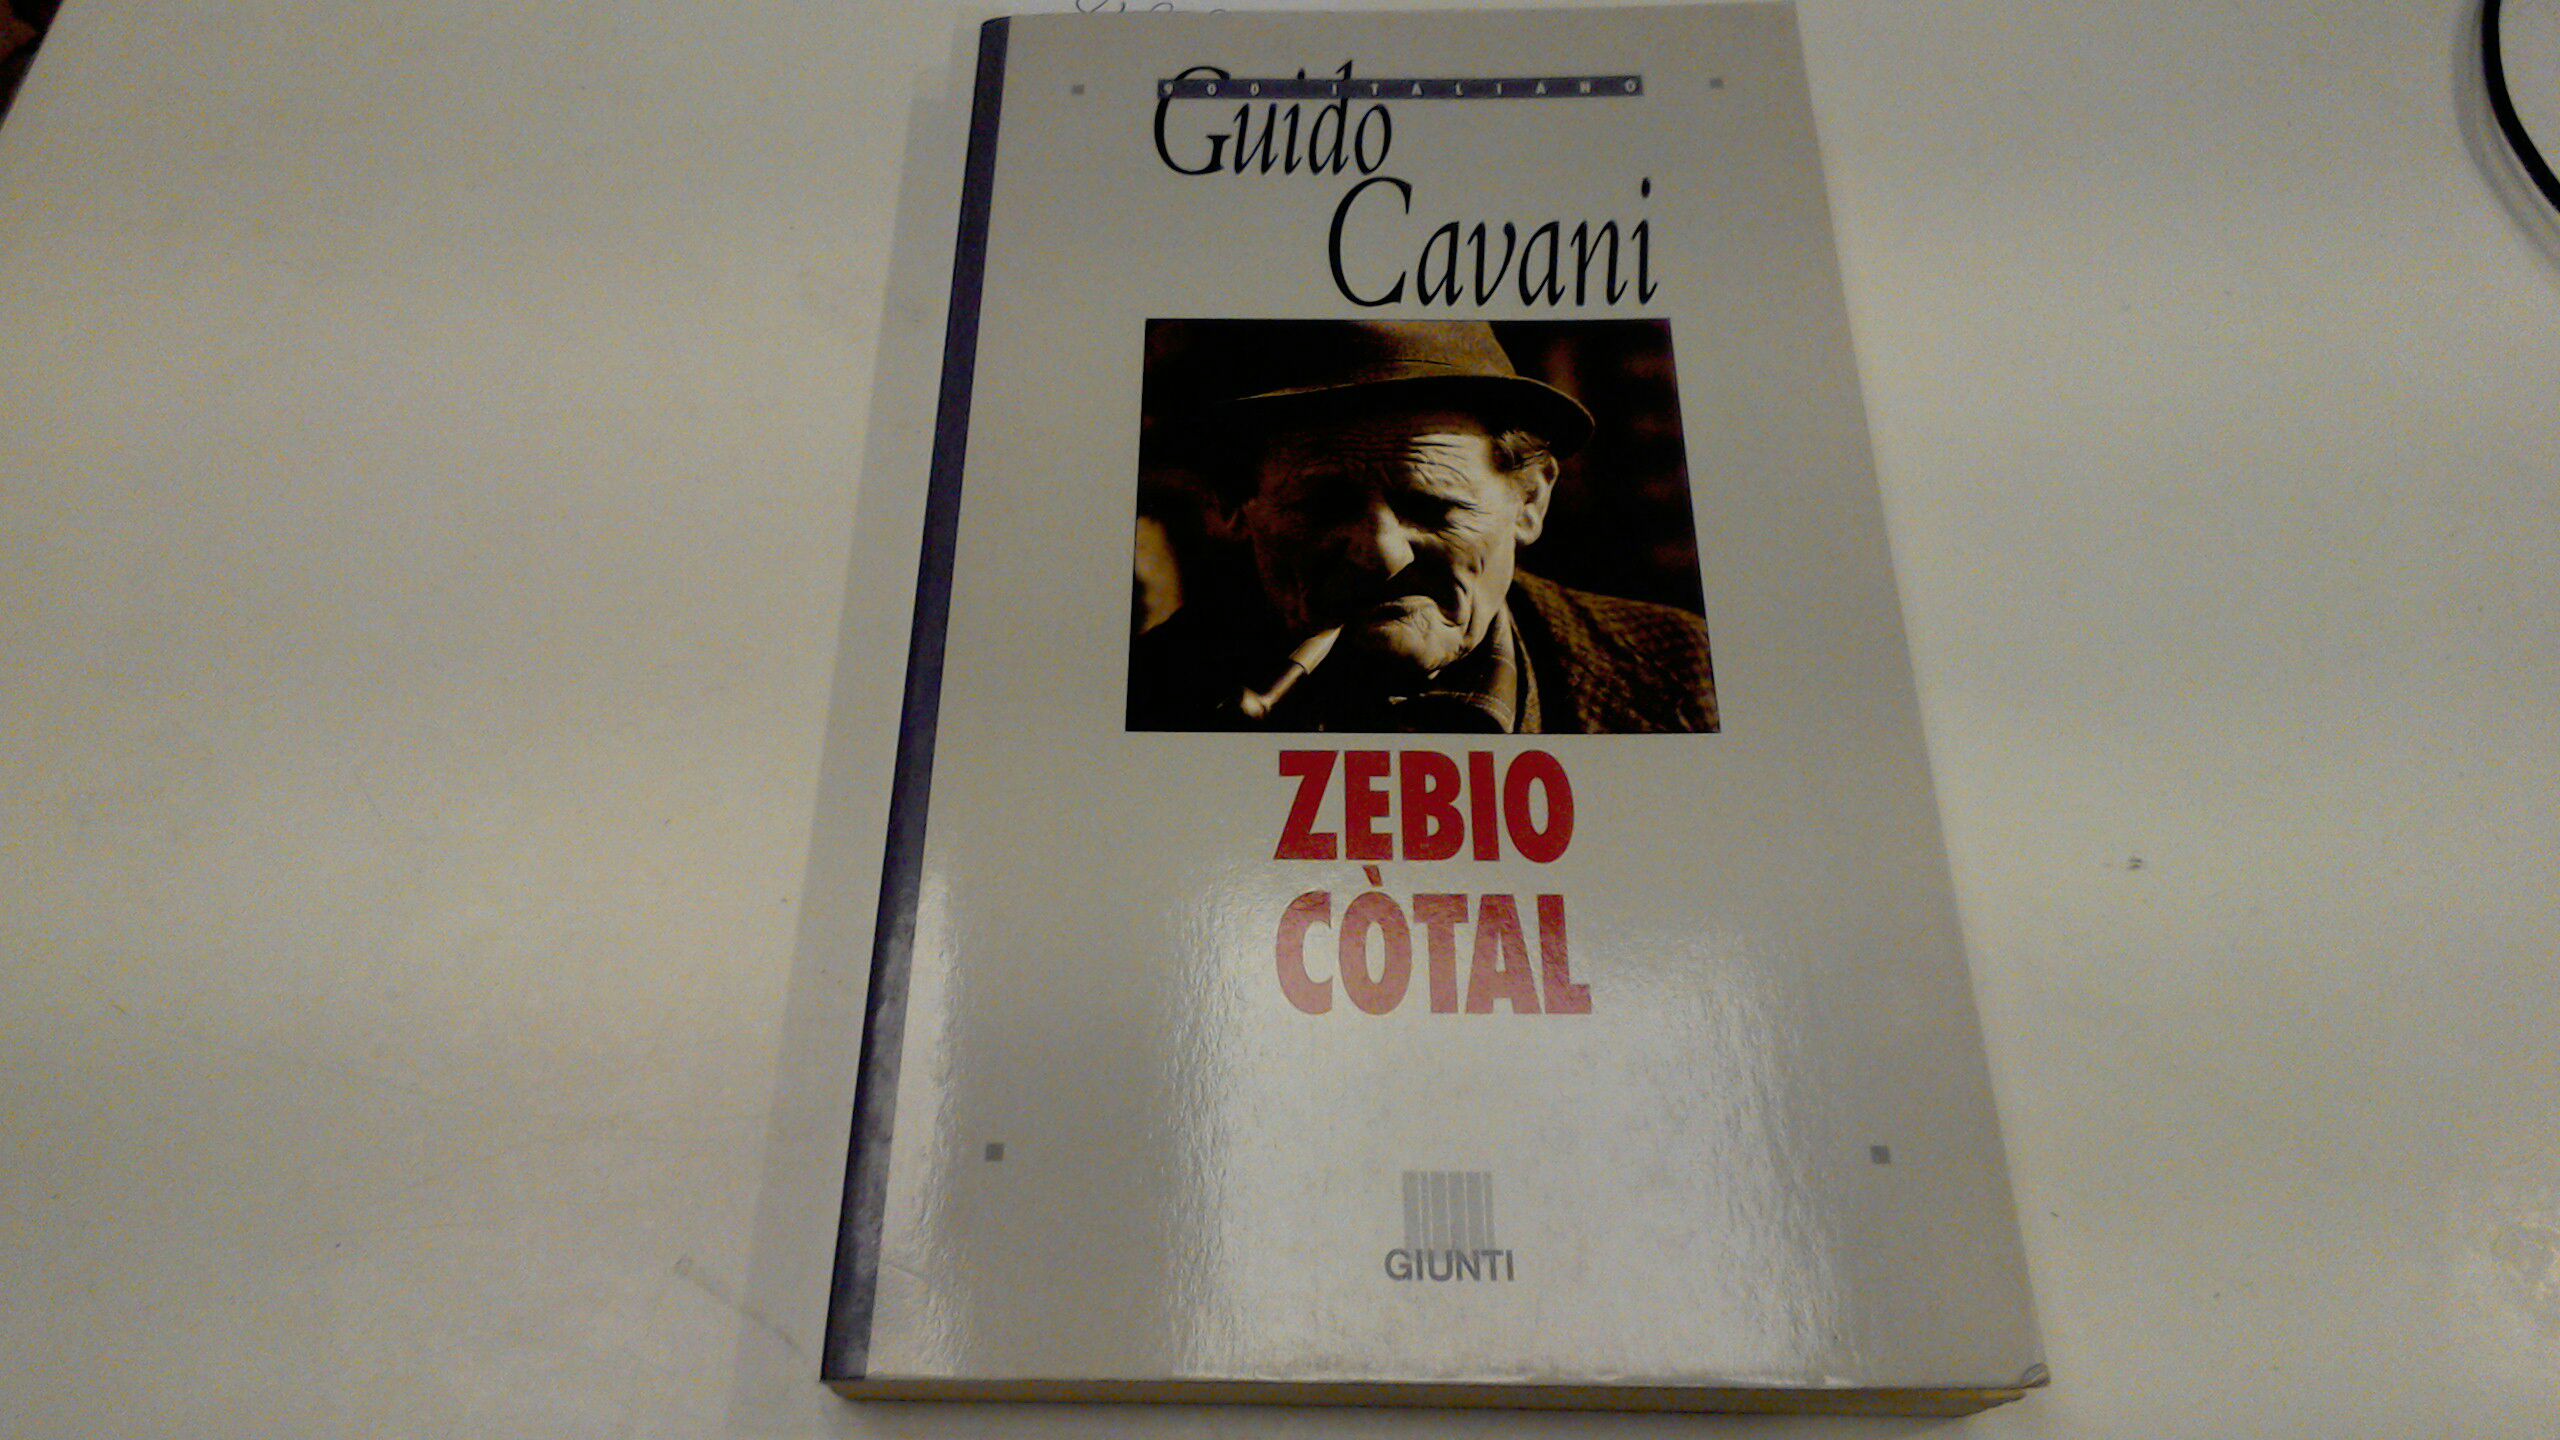 900 ITALIANO
Guido
Cavani
ZEBIO
CÒTAL
GIUNTI